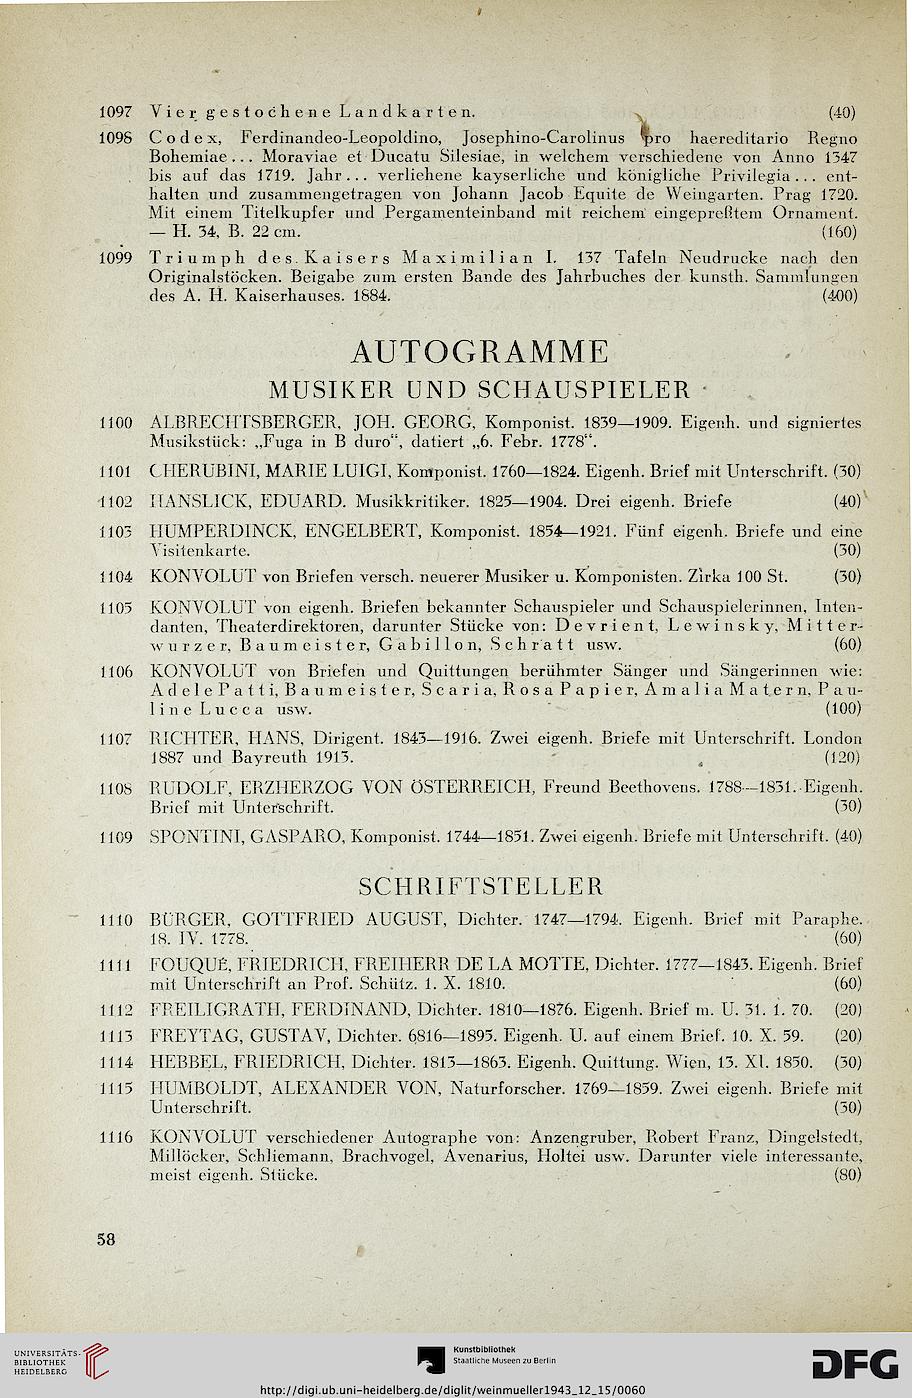 1097 Vier gestochene Landkarten. (40)
1098 Codex, Ferdinandeo-Leopoldino, Josephino-Carolinus pro haereditario Regno
Bohemiae ... Moraviae et Ducatu Silesiae, in welchem verschiedene von Anno 1347
bis auf das 1719. Jahr ... verliehene kayserliche und königliche Privilegia ... ent-
halten und zusammengetragen von Johann Jacob Equite de Weingarten. Prag 1720.
Mit einem Titelkupfer und Pergamenteinband mit reichem eingepreßtem Ornament.
— H. 34, B. 22 cm. (160)
1099 Triumph des Kaisers Maximilian I. 137 Tafeln Neudrucke nach den
Originalstöcken. Beigabe zum ersten Bande des Jahrbuches der kunsth. Sammlungen
des A. H. Kaiserhauses. 1884. (400)
AUTOGRAMME
MUSIKER UND SCHAUSPIELER
1100 ALBRECHTSBERGER, JOH. GEORG, Komponist. 1839—1909. Eigenh. und signiertes
Musikstück: „Fuga in B duro“, datiert „6. Febr. 1778“.
1101 CHERUBINI, MARIE LUIGI, Komponist. 1760—1824. Eigenh. Brief mit Unterschrift. (30)
1102 HANSLICK, EDUARD. Musikkritiker. 1825—1904. Drei eigenh. Briefe (40)
1103 HUMPERDINCK, ENGELBERT, Komponist. 1854—1921. Fünf eigenh. Briefe und eine
Visitenkarte. (30)
1104 KONVOLUT von Briefen versch. neuerer Musiker u. Komponisten. Zirka 100 St. (30)
1105 KONVOLUT von eigenh. Briefen bekannter Schauspieler und Schauspielerinnen, Inten-
danten, Theaterdirektoren, darunter Stücke von: Devrient, Lewinsky, Mitter-
wurzer, Baumeister, Gabillon, Schratt usw. (60)
1106 KONVOLUT von Briefen und Quittungen berühmter Sänger und Sängerinnen wie:
Adele Patti, Baumeister, Scaria, Rosa Papier, Amalia Matern, Pau-
line Lucca usw. (100)
1107 RICHTER, HANS, Dirigent. 1843—1916. Zwei eigenh. Briefe mit Unterschrift. London
1887 und Bayreuth 1913. (120)
1108 RUDOLF, ERZHERZOG VON ÖSTERREICH, Freund Beethovens. 1788—1831. Eigenh.
Brief mit Unterschrift. (30)
1109 SPONTINI, GASPARO, Komponist. 1744—1831. Zwei eigenh. Briefe mit Unterschrift. (40)
SCHRIFTSTELLER
1110 BÜRGER, GOTTFRIED AUGUST, Dichter. 1747—1794. Eigenh. Brief mit Paraphe.
18. IV. 1778. (60)
1111 FOUQUÉ, FRIEDRICH, FREIHERR DE LA MOTTE, Dichter. 1777—1843. Eigenh. Brief
mit Unterschrift an Prof. Schütz. 1. X. 1810. (60)
1112 FREILIGRATH, FERDINAND, Dichter. 1810—1876. Eigenh. Brief m. U. 31. 1. 70. (20)
1113 FREYTAG, GUSTAV, Dichter. 6816—1895. Eigenh. U. auf einem Brief. 10. X. 59. (20)
1114 HEBBEL, FRIEDRICH, Dichter. 1813—1863. Eigenh. Quittung. Wien, 13. XI. 1850. (30)
1115 HUMBOLDT, ALEXANDER VON, Naturforscher. 1769—1859. Zwei eigenh. Briefe mit
Unterschrift. (30)
1116 KONVOLUT verschiedener Autographe von: Anzengruber, Robert Franz, Dingelstedt,
Millöcker, Schliemann, Brachvogel, Avenarius, Holtei usw. Darunter viele interessante,
meist eigenh. Stücke. (80)
58
UNIVERSITÄTS-
BIBLIOTHEK
HEIDELBERG
Kunstbibliothek
Staatliche Museen zu Berlin
DFG
http://digi.ub.uni-heidelberg.de/diglit/weinmueller1943_12_15/0060